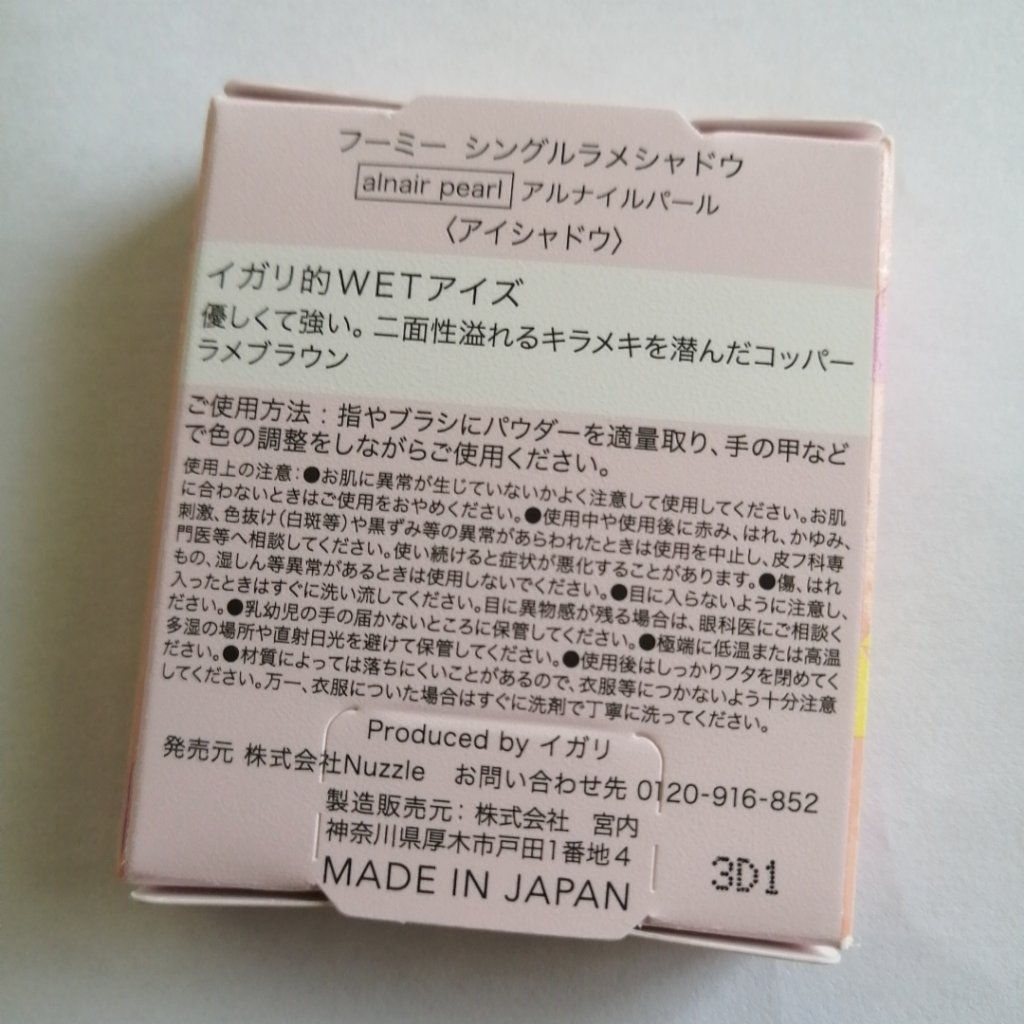 フーミー シングルラメシャドウ
alnair pearl アルナイルパール
〈アイシャドウ〉
イガリ的WETアイズ
優しくて強い。二面性溢れるキラメキを潜んだコッパー
ラメブラウン
ご使用方法：指やブラシにパウダーを適量取り、手の甲など
で色の調整をしながらご使用ください。
使用上の注意：●お肌に異常が生じていないかよく注意して使用してください。お肌
に合わないときはご使用をおやめください。●使用中や使用後に赤み、はれ、かゆみ、
刺激、色抜け(白斑等)や黒ずみ等の異常があらわれたときは使用を中止し、皮フ科専
門医等へ相談してください。使い続けると症状が悪化することがあります。●傷、はれ
もの、湿しん等異常があるときは使用しないでください。●目に入らないように注意し、
入ったときはすぐに洗い流してください。目に異物感が残る場合は、眼科医にご相談く
ださい。●乳幼児の手の届かないところに保管してください。●極端に低温または高温
多湿の場所や直射日光を避けて保管してください。●使用後はしっかりフタを閉めてく
ださい。●材質によっては落ちにくいことがあるので、衣服等につかないよう十分注意
してください。万一、衣服についた場合はすぐに洗剤で丁寧に洗ってください。
Produced by イガリ
発売元 株式会社Nuzzle お問い合わせ先 0120-916-852
製造販売元：株式会社 宮内
神奈川県厚木市戸田1番地4
MADE IN JAPAN
3D1